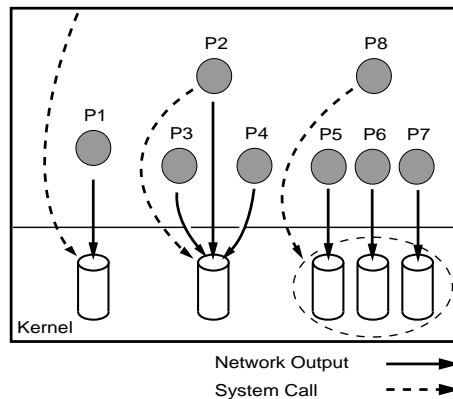 P2
P8
P1
P3
P4
P5
P6
P7
Kernel
Network Output
System Call